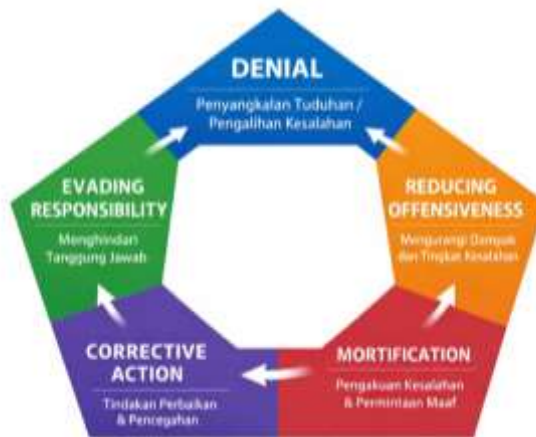 DENIAL
Penyangkalan Tuduhan /
Pengalihan Kesalahan
EVADING
RESPONSIBILITY
Menghindari
Tanggung Jawab
REDUCING
OFFENSIVENESS
Mengurangi Dampak
dan Tingkat Kesalahan
CORRECTIVE
ACTION
Tindakan Perbaikan
& Pencegahan
MORTIFICATION
Pengakuan Kesalahan
& Permintaan Maaf